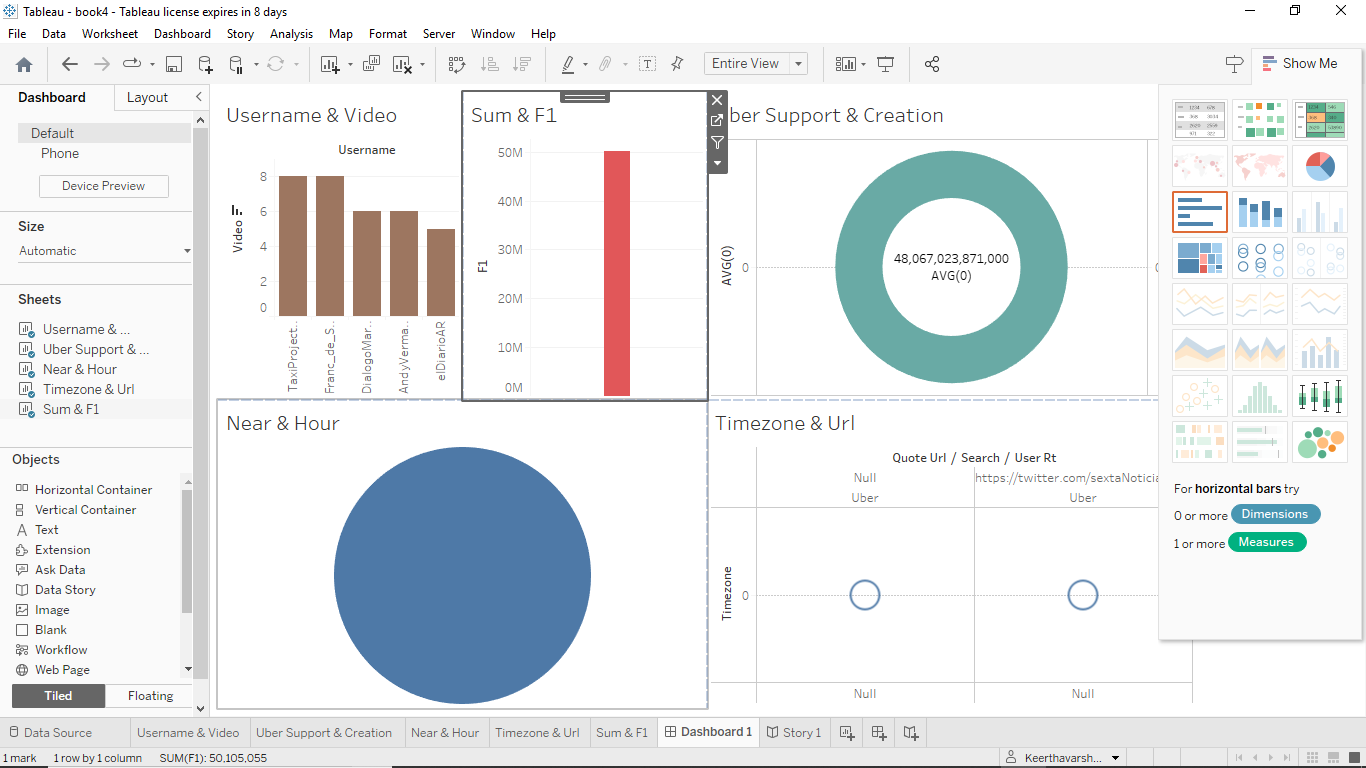 Tableau - book4 - Tableau license expires in 8 days
File Data Worksheet Dashboard Story Analysis Map Format Server Window Help
Entire View
Show Me
Dashboard Layout
Default
Phone
Device Preview
Size
Automatic
Sheets
Username & ...
Uber Support & ...
Near & Hour
Timezone & Url
Sum & F1
Objects
Horizontal Container
Vertical Container
Text
Extension
Ask Data
Data Story
Image
Blank
Workflow
Web Page
Tiled Floating
Username & Video
Username
Video
8
6
4
2
0
TaxiProject..
Franc_de_S..
DialogoMar..
AndyVerma..
elDiarioAR
Sum & F1
F1
50M
40M
30M
20M
10M
0M
ber Support & Creation
AVG(0)
0
48,067,023,871,000
AVG(0)
Near & Hour
Timezone & Url
Quote Url / Search / User Rt
Null https://twitter.com/sextaNoticia
Uber Uber
Timezone
0
Null Null
For horizontal bars try
0 or more Dimensions
1 or more Measures
Data Source Username & Video Uber Support & Creation Near & Hour Timezone & Url Sum & F1 Dashboard 1 Story 1
1 mark 1 row by 1 column SUM(F1): 50,105,055 Keerthavarsh...